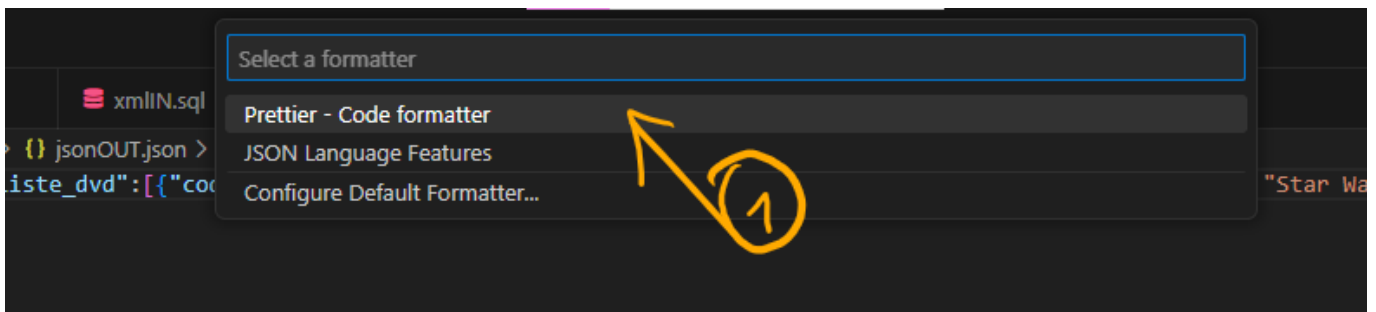 Select a formatter
xmlIN.sql
Prettier - Code formatter
{} jsonOUT.json >
JSON Language Features
iste_dvd":[{"cod
Configure Default Formatter...
"Star Wa
1